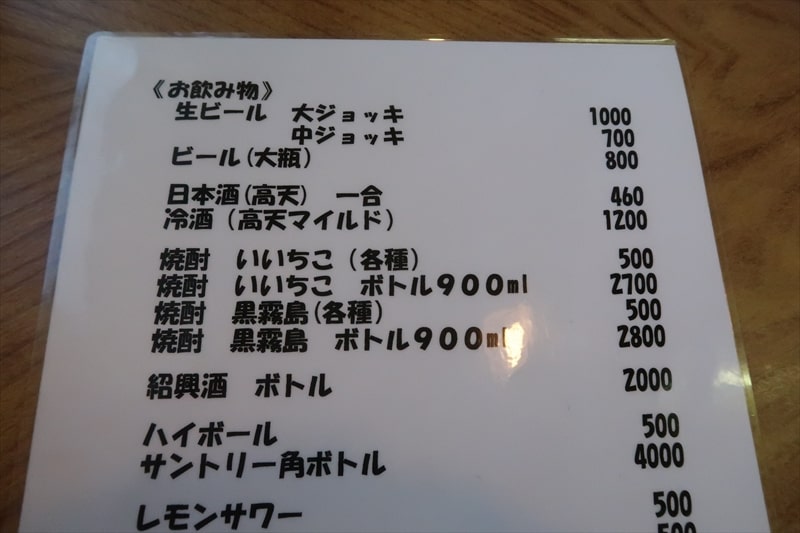 《お飲み物》
生ビール　大ジョッキ　1000
中ジョッキ　700
ビール(大瓶)　800
日本酒(高天)　一合　460
冷酒（高天マイルド）　1200
焼酎　いいちこ（各種）　500
焼酎　いいちこ　ボトル９００ml　2700
焼酎　黒霧島(各種)　500
焼酎　黒霧島　ボトル９００ml　2800
紹興酒　ボトル　2000
ハイボール　500
サントリー角ボトル　4000
レモンサワー　500
500